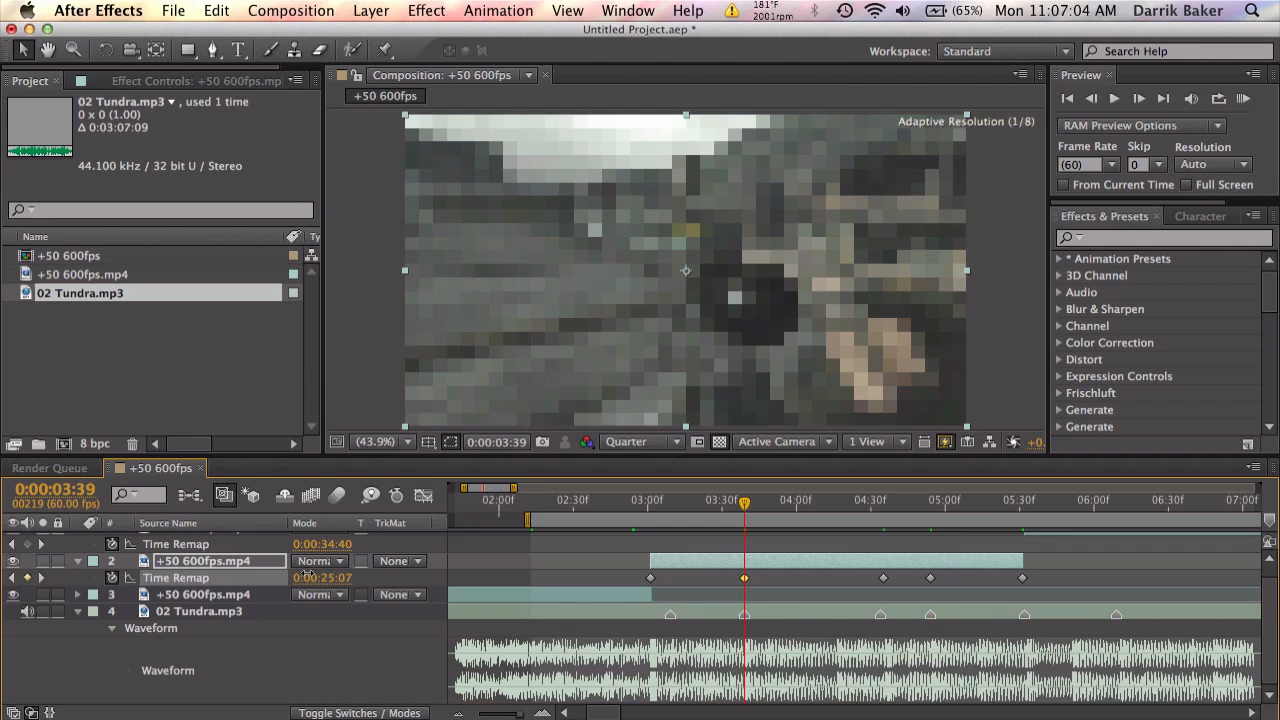 After Effects File Edit Composition Layer Effect Animation View Window Help 181°F 2001rpm (65%) Mon 11:07:04 AM Darrik Baker
Untitled Project.aep *
Workspace: Standard Search Help
Project Effect Controls: +50 600fps.mp
02 Tundra.mp3 , used 1 time
0 x 0 (1.00)
Δ 0:03:07:09
44.100 kHz / 32 bit U / Stereo
Name Ty
+50 600fps
+50 600fps.mp4
02 Tundra.mp3
8 bpc
Composition: +50 600fps
+50 600fps
Adaptive Resolution (1/8)
(43.9%) 0:00:03:39 Quarter Active Camera 1 View +0.
Preview
RAM Preview Options
Frame Rate Skip Resolution
(60) 0 Auto
From Current Time Full Screen
Effects & Presets Character
* Animation Presets
3D Channel
Audio
Blur & Sharpen
Channel
Color Correction
Distort
Expression Controls
Frischluft
Generate
Generate
Render Queue +50 600fps
0:00:03:39
00219 (60.00 fps)
02:00f 02:30f 03:00f 03:30f 04:00f 04:30f 05:00f 05:30f 06:00f 06:30f 07:00f
# Source Name Mode T TrkMat
Time Remap 0:00:34:40
2 +50 600fps.mp4 Norma None
Time Remap 0:00:25:07
3 +50 600fps.mp4 Norma None
4 02 Tundra.mp3
Waveform
Waveform
Toggle Switches / Modes